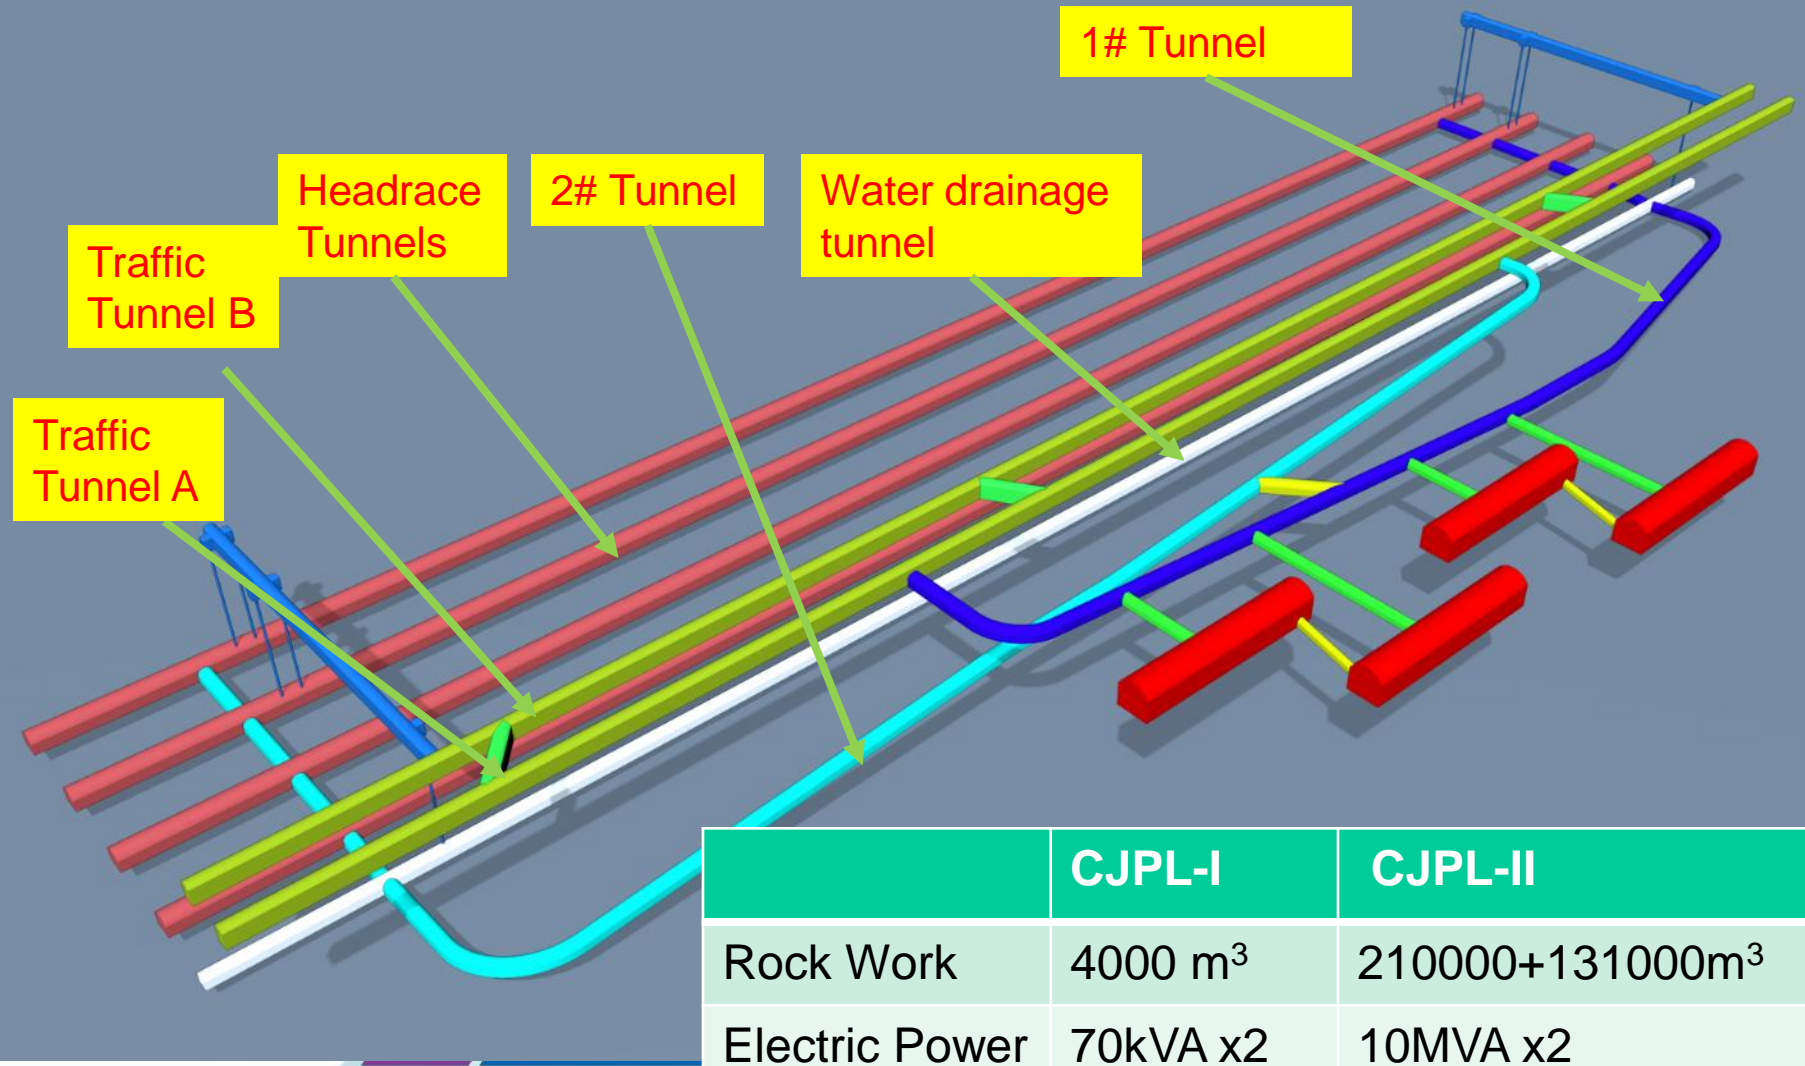 1# Tunnel
Headrace
Tunnels
2# Tunnel
Water drainage
tunnel
Traffic
Tunnel B
Traffic
Tunnel A
CJPL-I CJPL-II
Rock Work 4000 m³ 210000+131000m³
Electric Power 70kVA x2 10MVA x2